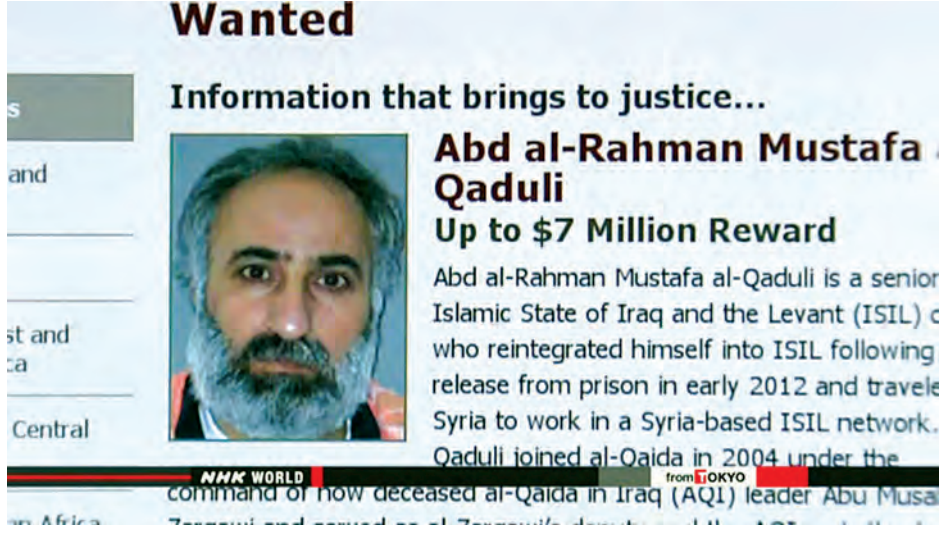 Wanted
Information that brings to justice...
Abd al-Rahman Mustafa
Qaduli
Up to $7 Million Reward
Abd al-Rahman Mustafa al-Qaduli is a senior
Islamic State of Iraq and the Levant (ISIL)
who reintegrated himself into ISIL following
release from prison in early 2012 and travele
Syria to work in a Syria-based ISIL network.
Qaduli joined al-Qaida in 2004 under the
command of now deceased al-Qaida in Iraq (AQI) leader Abu Musa
s
and
st and
ca
Central
an Africa
NHK WORLD
from TOKYO